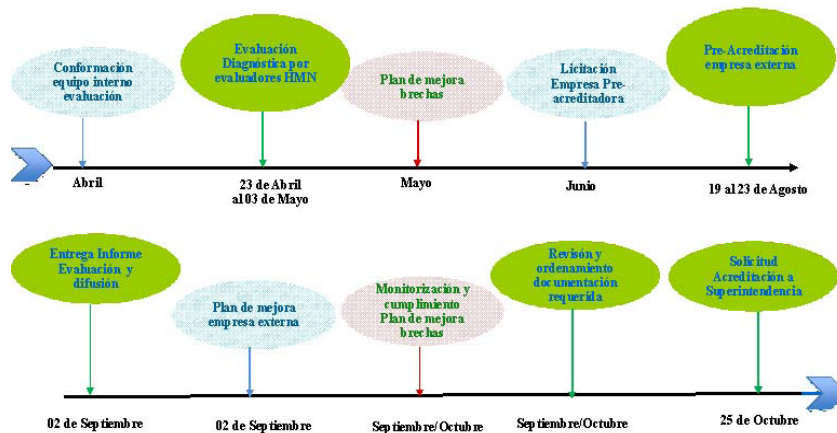 Conformación
equipo interno
evaluación
Evaluación
Diagnóstica por
evaluadores HMN
Plan de mejora
brechas
Licitación
Empresa Pre-
acreditadora
Pre-Acreditación
empresa externa
Abril
23 de Abril
al 03 de Mayo
Mayo
Junio
19 al 23 de Agosto
Entrega Informe
Evaluación y
difusión
Plan de mejora
empresa externa
Monitorización y
cumplimiento
Plan de mejora
brechas
Revisón y
ordenamiento
documentación
requerida
Solicitud
Acreditación a
Superintendencia
02 de Septiembre
02 de Septiembre
Septiembre/Octubre
Septiembre/Octubre
25 de Octubre